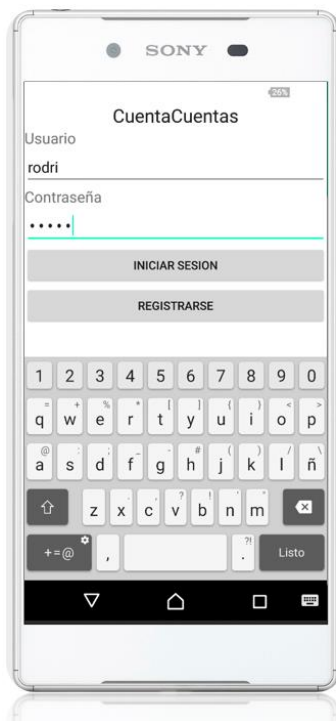 SONY
26%
CuentaCuentas
Usuario
rodri
Contraseña
•••••
INICIAR SESION
REGISTRARSE
1 2 3 4 5 6 7 8 9 0
q w e r t y u i o p
a s d f g h j k l ñ
z x c v b n m
+=@ , . ?! Listo